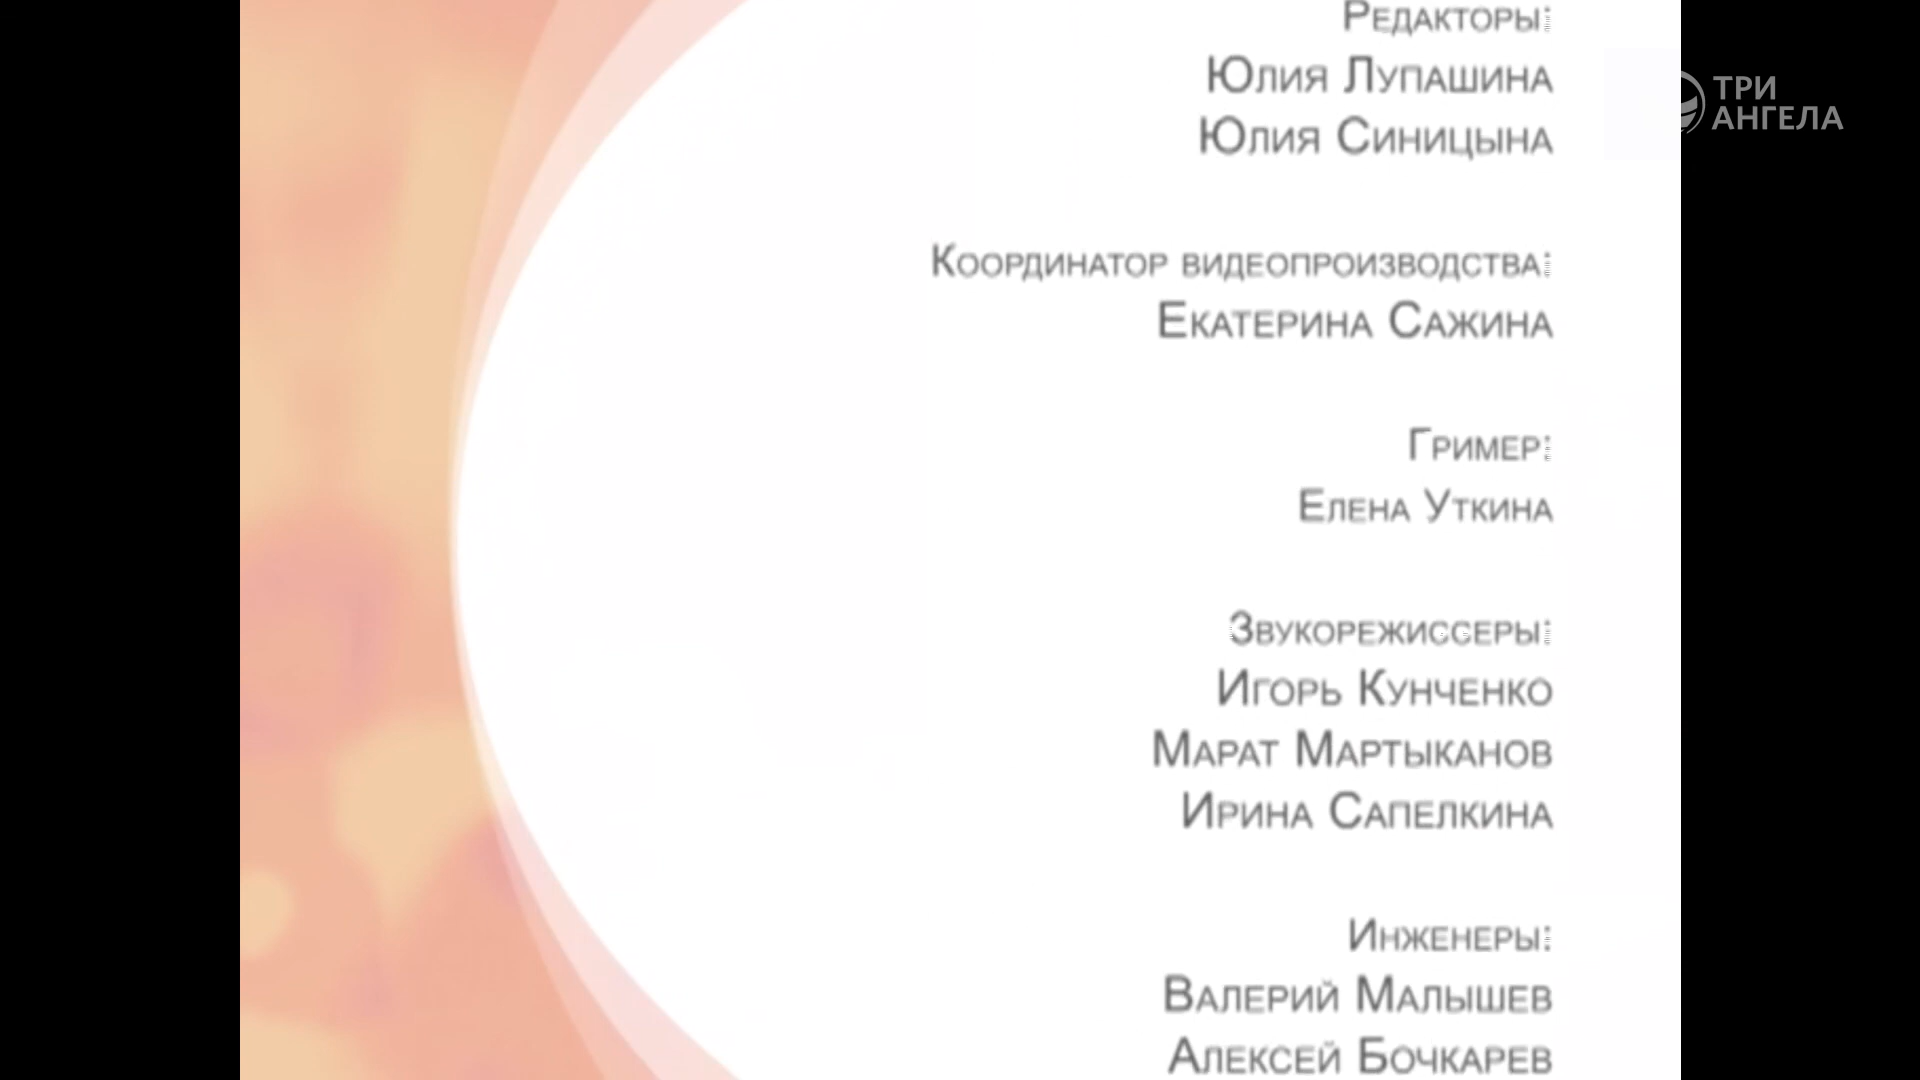 Редакторы:
Юлия Лупашина
Юлия Синицына
Координатор видеопроизводства:
Екатерина Сажина
Гример:
Елена Уткина
Звукорежиссеры:
Игорь Кунченко
Марат Мартыканов
Ирина Сапелкина
Инженеры:
Валерий Малышев
Алексей Бочкарев
ТРИ
АНГЕЛА